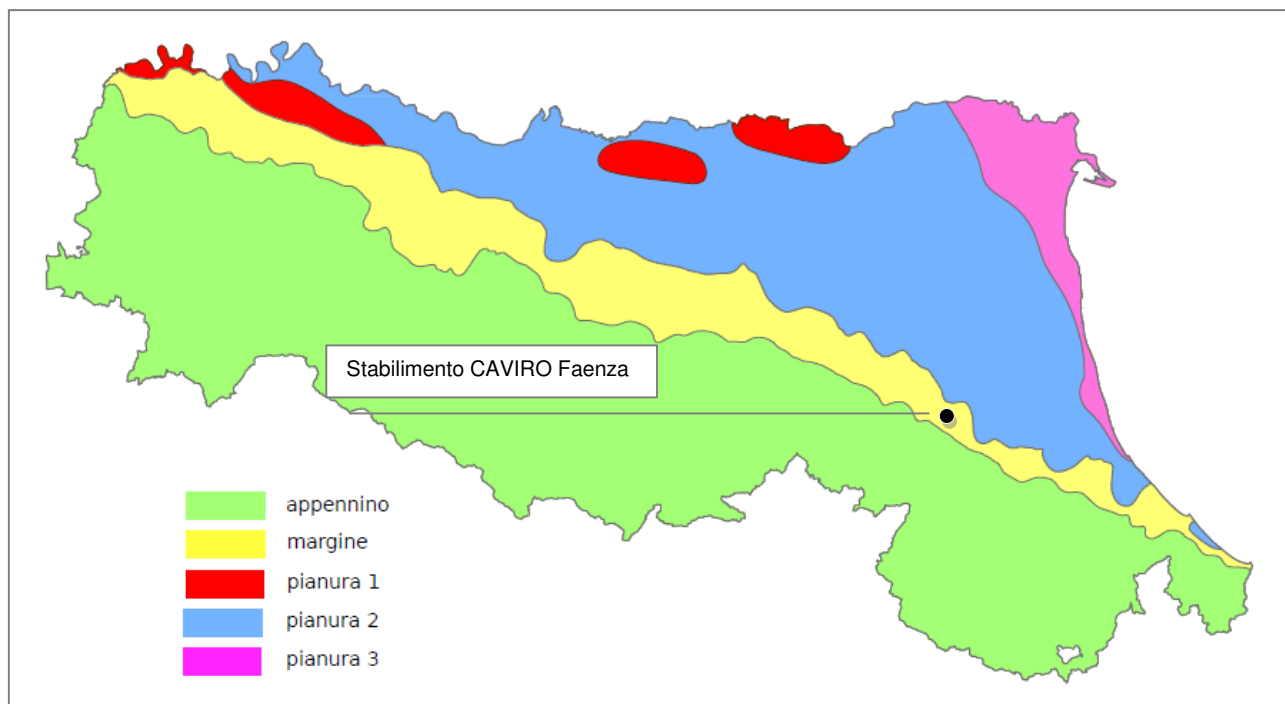 Stabilimento CAVIRO Faenza
appennino
margine
pianura 1
pianura 2
pianura 3